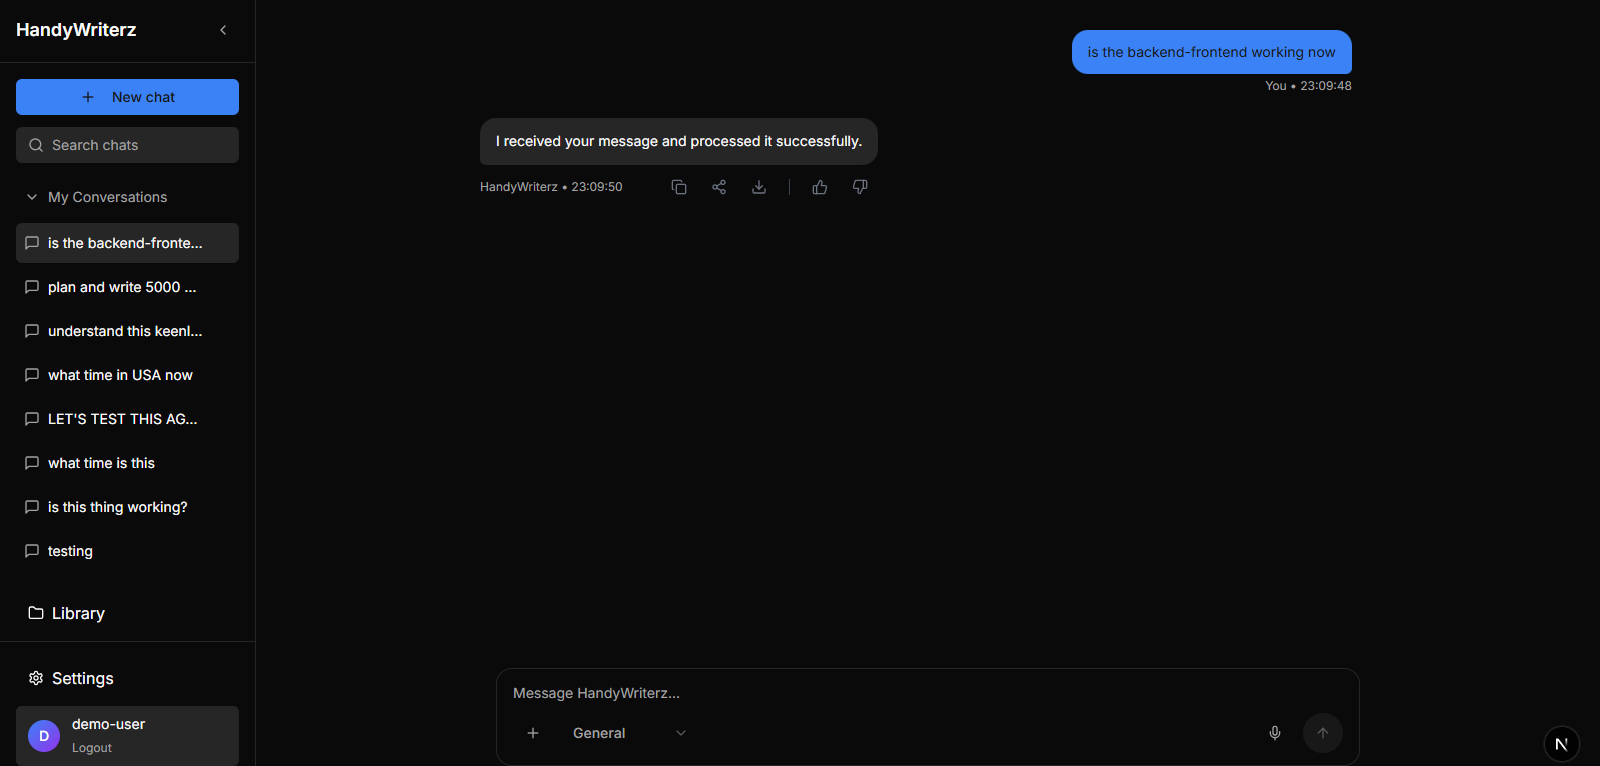 HandyWriterz
New chat
Search chats
My Conversations
is the backend-fronte...
plan and write 5000 ...
understand this keenl...
what time in USA now
LET'S TEST THIS AG...
what time is this
is this thing working?
testing
Library
Settings
D
demo-user
Logout
is the backend-frontend working now
You • 23:09:48
I received your message and processed it successfully.
HandyWriterz • 23:09:50
Message HandyWriterz...
General
N